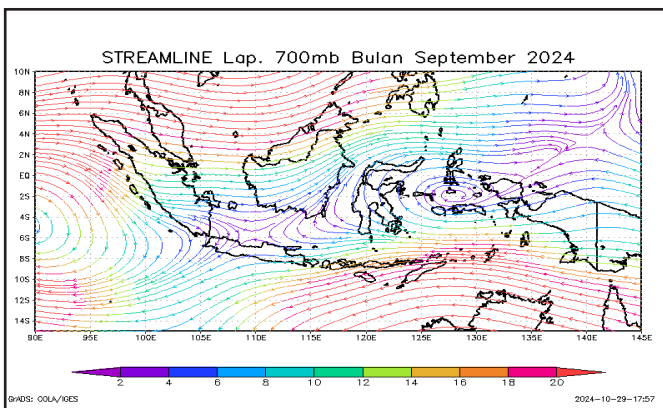 STREAMLINE Lap. 700mb Bulan September 2024
10N
8N
6N
4N
2N
EQ
2S
4S
6S
8S
10S
12S
14S
90E 95E 100E 105E 110E 115E 120E 125E 130E 135E 140E 145E
2 4 6 8 10 12 14 16 18 20
GrADS: COLA/IGES 2024-10-29-17:57